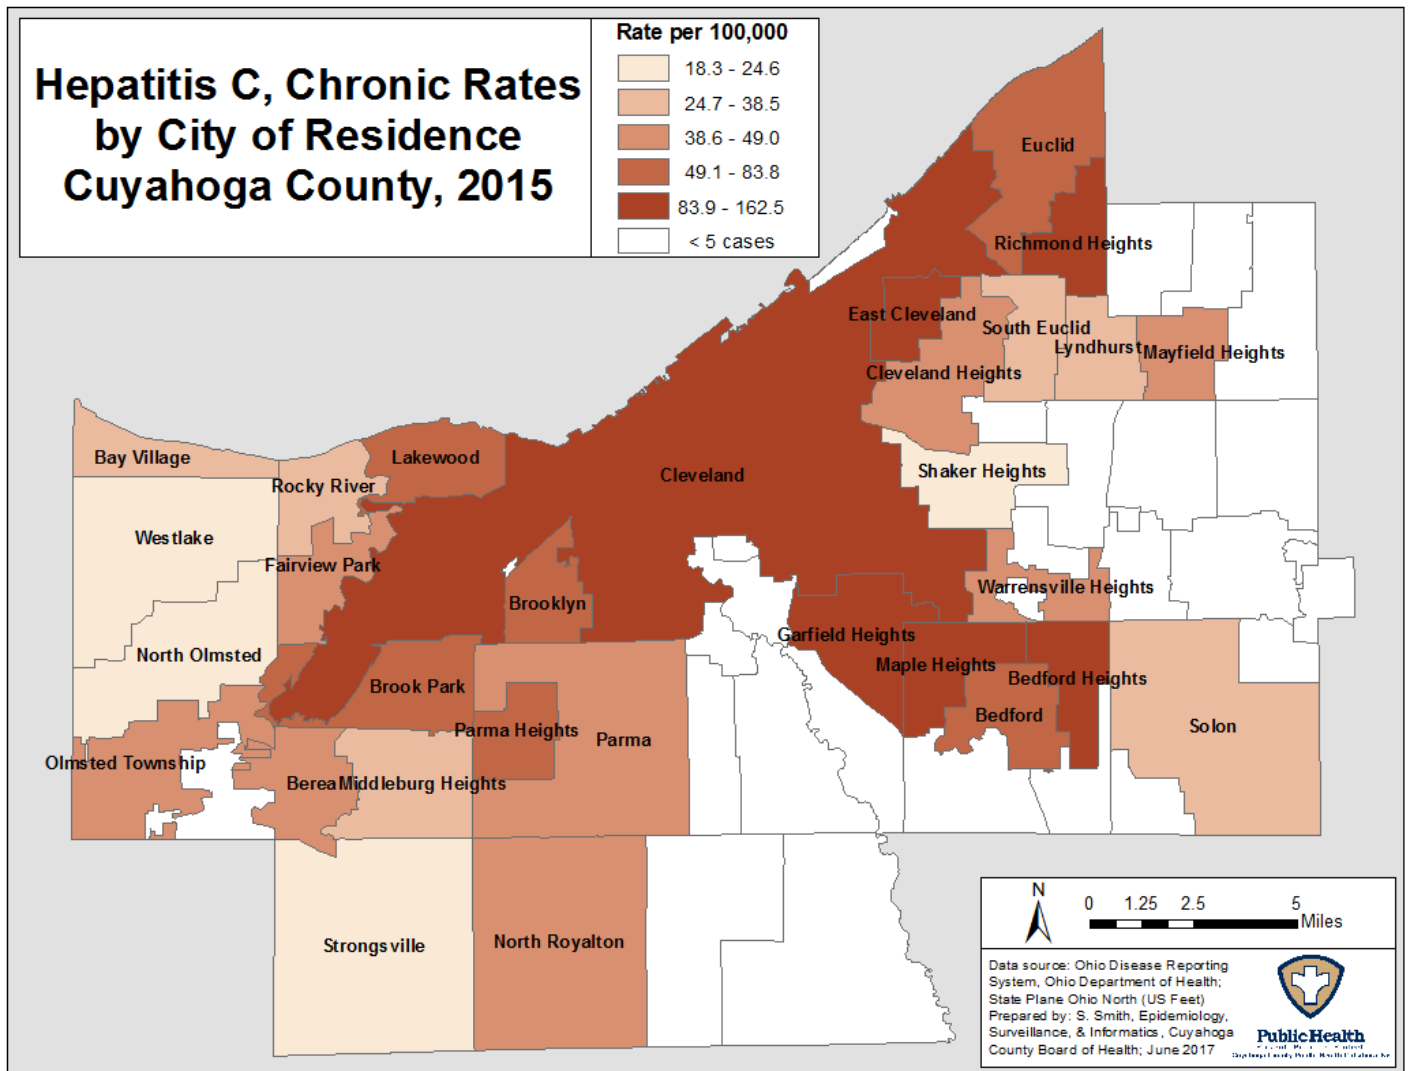 Hepatitis C, Chronic Rates
by City of Residence
Cuyahoga County, 2015
Rate per 100,000
18.3 - 24.6
24.7 - 38.5
38.6 - 49.0
49.1 - 83.8
83.9 - 162.5
< 5 cases
Euclid
Richmond Heights
East Cleveland
South Euclid
Lyndhurst
Mayfield Heights
Cleveland Heights
Bay Village
Lakewood
Rocky River
Cleveland
Shaker Heights
Westlake
Fairview Park
Warrensville Heights
Brooklyn
Garfield Heights
North Olmsted
Maple Heights
Bedford Heights
Brook Park
Bedford
Parma Heights
Parma
Solon
Olmsted Township
Berea
Middleburg Heights
Strongsville
North Royalton
N
0 1.25 2.5 5
Miles
Data source: Ohio Disease Reporting
System, Ohio Department of Health;
State Plane Ohio North (US Feet)
Prepared by: S. Smith, Epidemiology,
Surveillance, & Informatics, Cuyahoga
County Board of Health; June 2017
PublicHealth